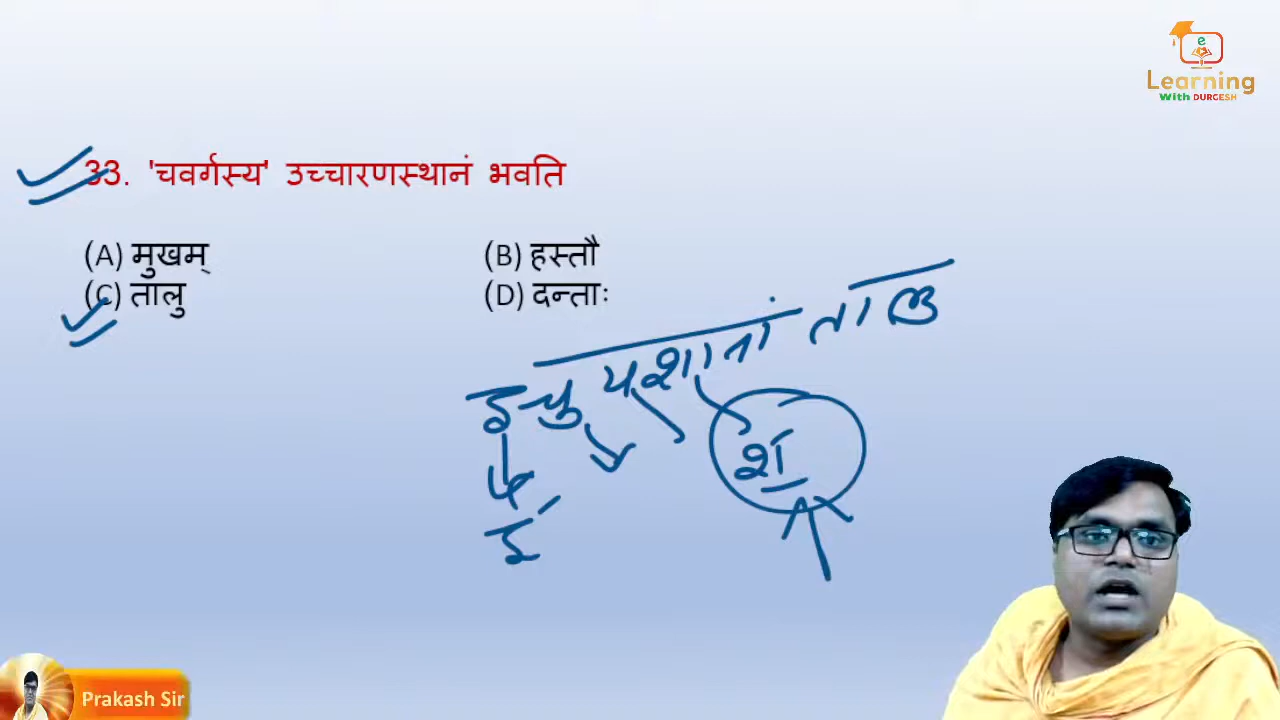 e
Learning
With DURGESH
33. 'चवर्गस्य' उच्चारणस्थानं भवति
(A) मुखम् (B) हस्तौ
(C) तालु (D) दन्ताः
इचुयशानां तालु
श
इ ई
Prakash Sir